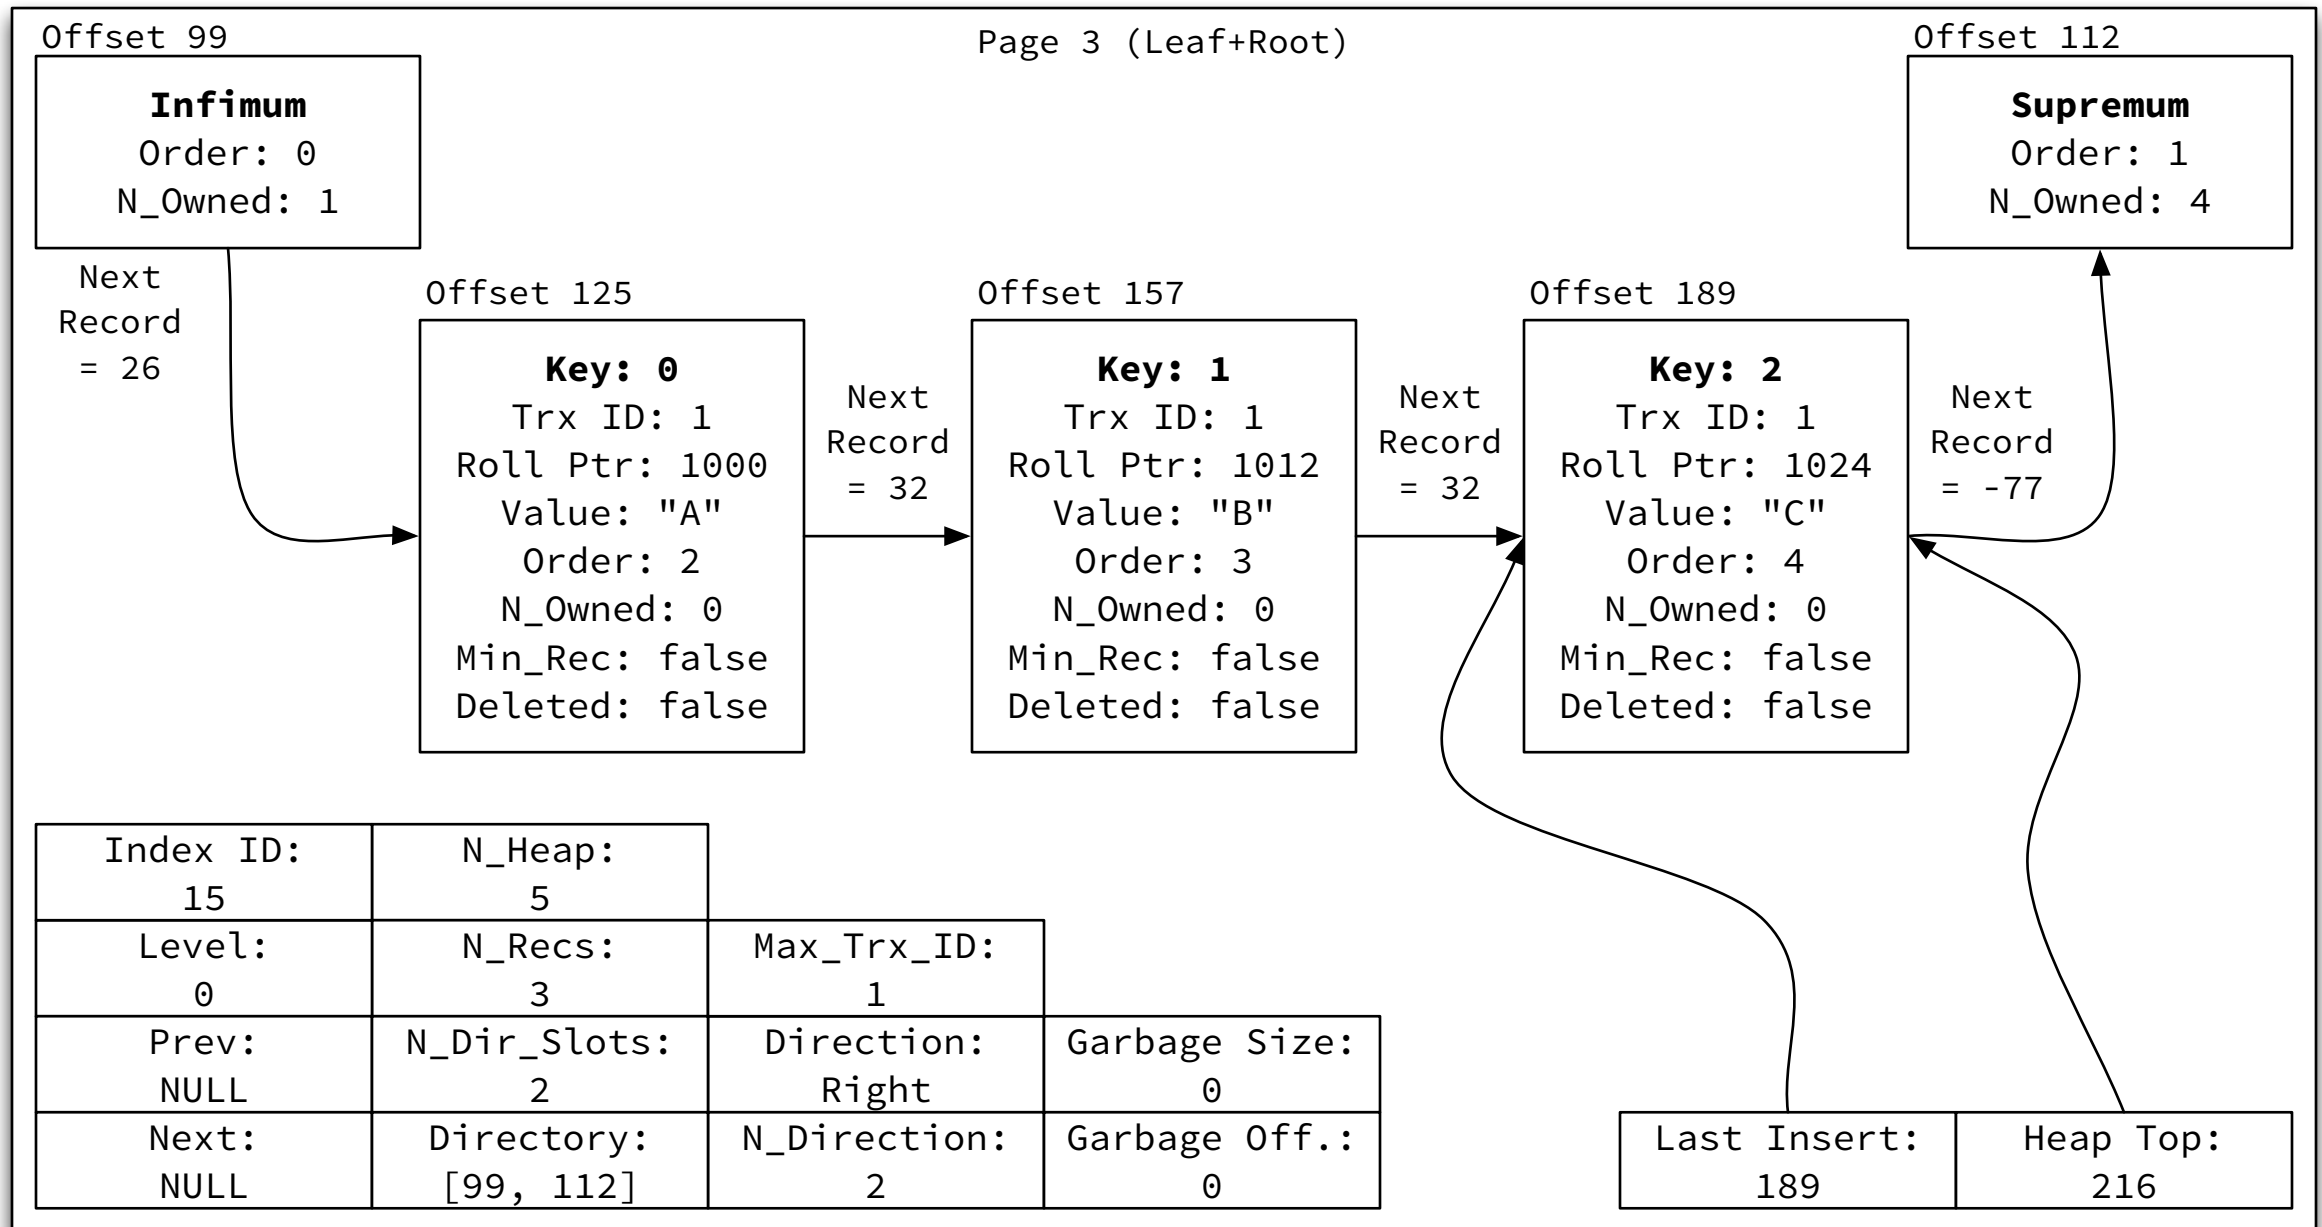 Page 3 (Leaf+Root)
Offset 99
Infimum
Order: 0
N_Owned: 1
Next
Record
= 26
Offset 125
Key: 0
Trx ID: 1
Roll Ptr: 1000
Value: "A"
Order: 2
N_Owned: 0
Min_Rec: false
Deleted: false
Next
Record
= 32
Offset 157
Key: 1
Trx ID: 1
Roll Ptr: 1012
Value: "B"
Order: 3
N_Owned: 0
Min_Rec: false
Deleted: false
Next
Record
= 32
Offset 189
Key: 2
Trx ID: 1
Roll Ptr: 1024
Value: "C"
Order: 4
N_Owned: 0
Min_Rec: false
Deleted: false
Next
Record
= -77
Offset 112
Supremum
Order: 1
N_Owned: 4
Index ID:
15
N_Heap:
5
Level:
0
N_Recs:
3
Max_Trx_ID:
1
Prev:
NULL
N_Dir_Slots:
2
Direction:
Right
Garbage Size:
0
Next:
NULL
Directory:
[99, 112]
N_Direction:
2
Garbage Off.:
0
Last Insert:
189
Heap Top:
216